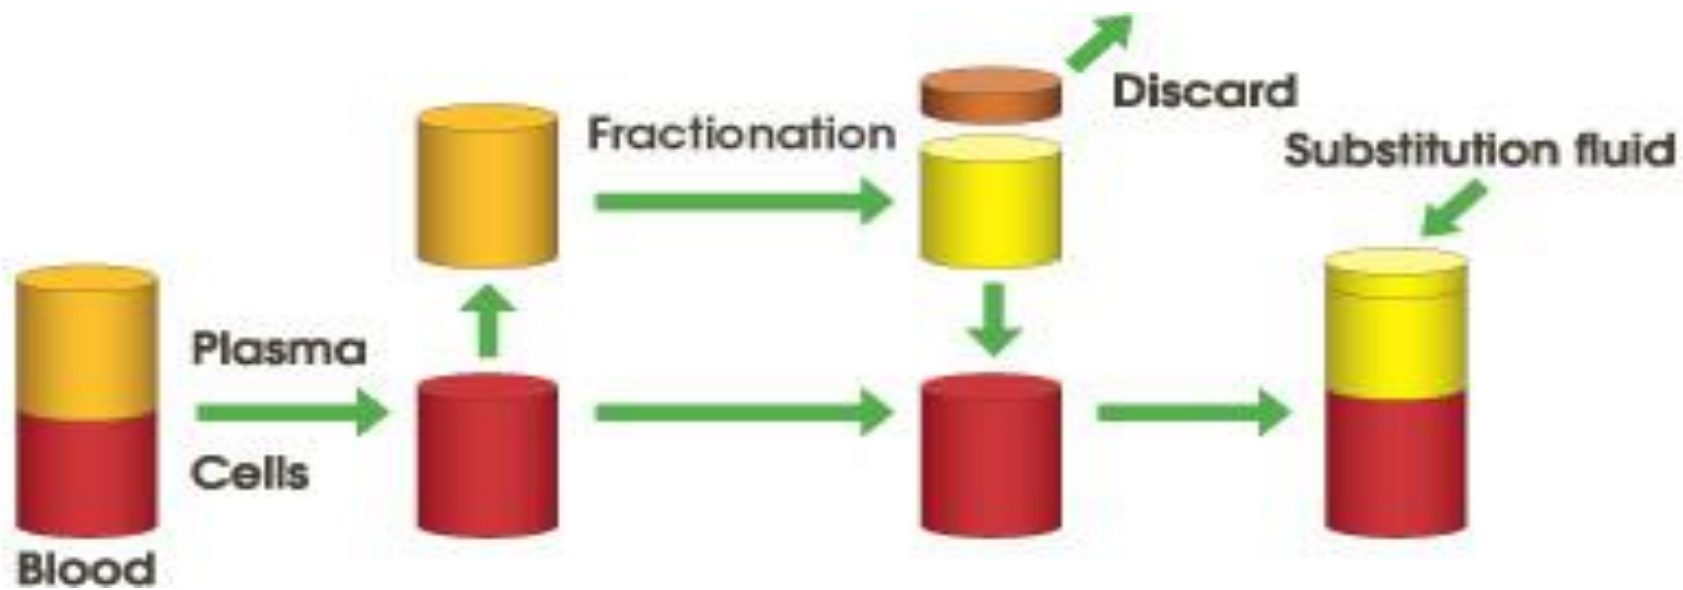 Blood
Plasma
Cells
Fractionation
Discard
Substitution fluid